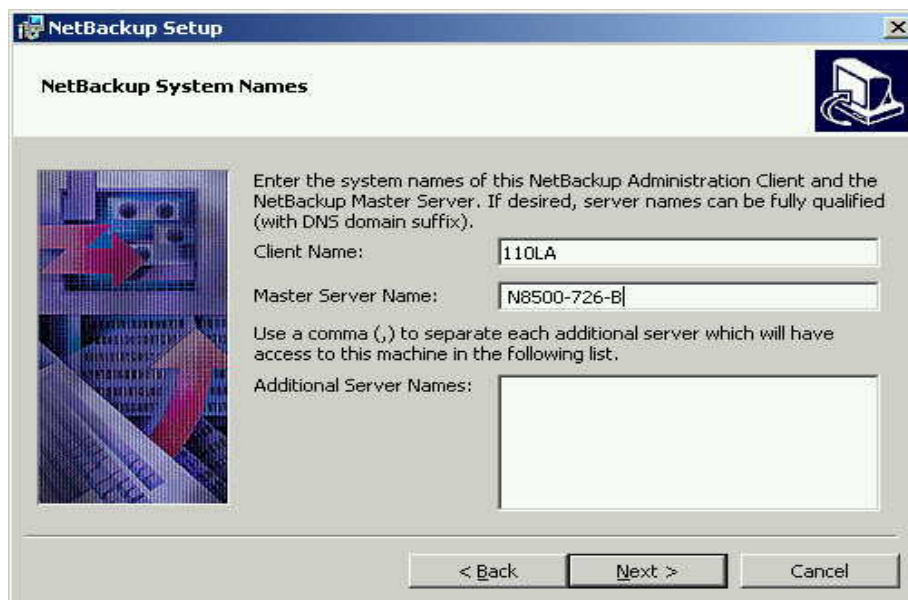 NetBackup Setup
NetBackup System Names
Enter the system names of this NetBackup Administration Client and the
NetBackup Master Server. If desired, server names can be fully qualified
(with DNS domain suffix).
Client Name: 110LA
Master Server Name: N8500-726-B
Use a comma (,) to separate each additional server which will have
access to this machine in the following list.
Additional Server Names:
< Back Next > Cancel